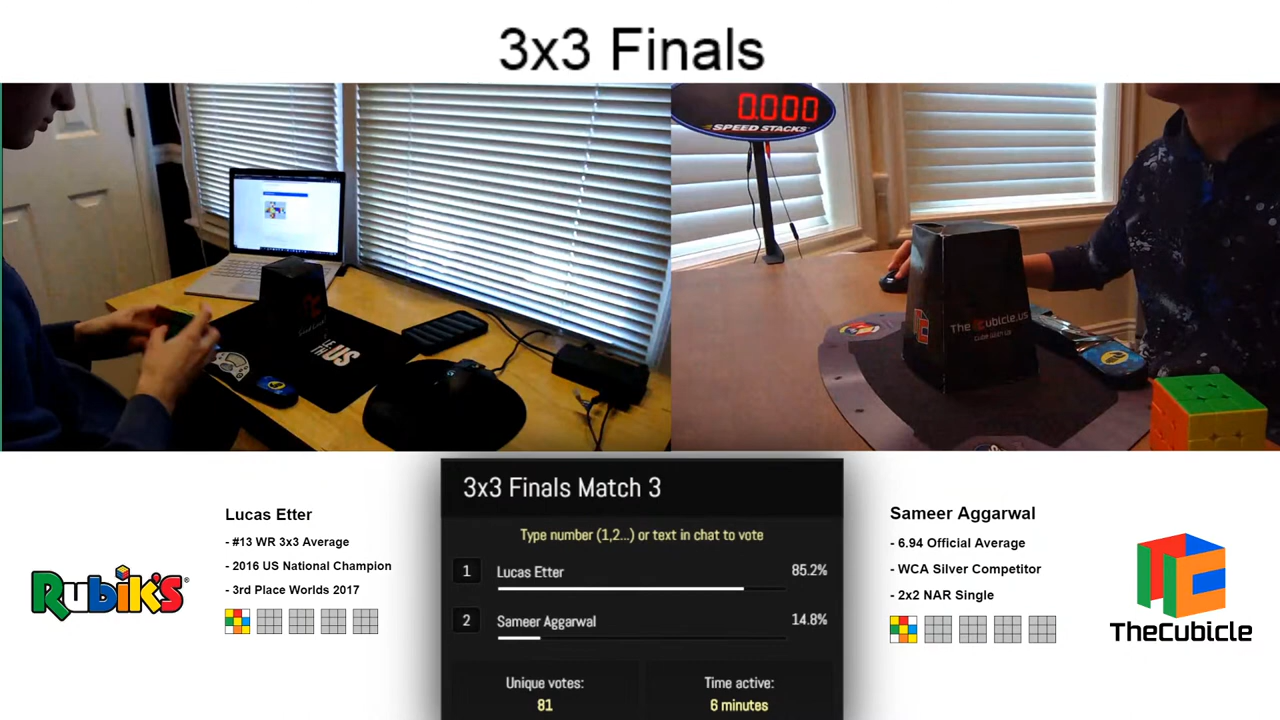 3x3 Finals
0.000
SPEED STACKS
TheCubicle.us
US
3x3 Finals Match 3
Type number (1,2...) or text in chat to vote
1 Lucas Etter 85.2%
2 Sameer Aggarwal 14.8%
Unique votes: Time active:
81 6 minutes
Lucas Etter
- #13 WR 3x3 Average
- 2016 US National Champion
- 3rd Place Worlds 2017
RUBIK'S®
Sameer Aggarwal
- 6.94 Official Average
- WCA Silver Competitor
- 2x2 NAR Single
TheCubicle